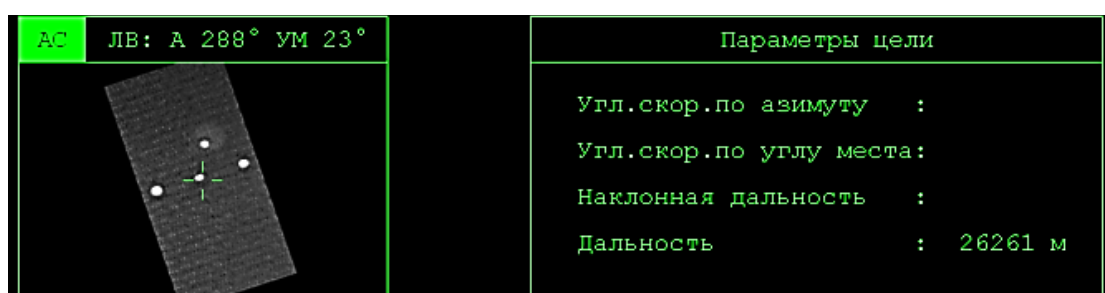 АС ЛВ: А 288° УМ 23°
Параметры цели
Угл.скор.по азимуту :
Угл.скор.по углу места:
Наклонная дальность :
Дальность : 26261 м